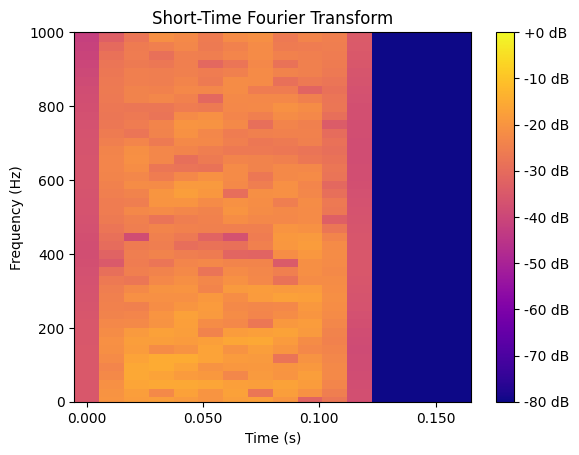 Short-Time Fourier Transform
1000
800
600
400
200
0
Frequency (Hz)
0.000
0.050
0.100
0.150
Time (s)
+0 dB
-10 dB
-20 dB
-30 dB
-40 dB
-50 dB
-60 dB
-70 dB
-80 dB